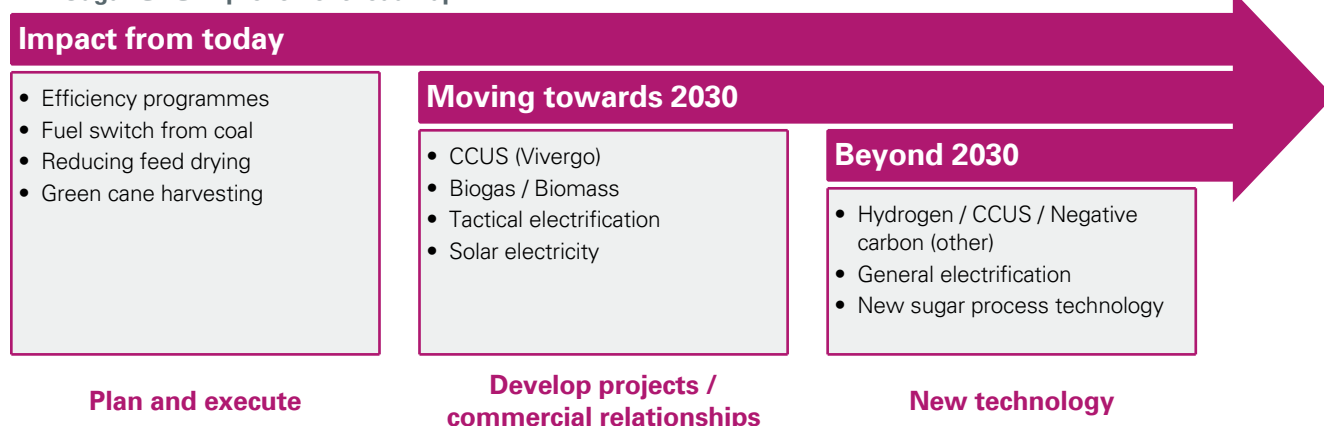 Impact from today
• Efficiency programmes
• Fuel switch from coal
• Reducing feed drying
• Green cane harvesting
Moving towards 2030
• CCUS (Vivergo)
• Biogas / Biomass
• Tactical electrification
• Solar electricity
Beyond 2030
• Hydrogen / CCUS / Negative
carbon (other)
• General electrification
• New sugar process technology
Plan and execute
Develop projects /
commercial relationships
New technology